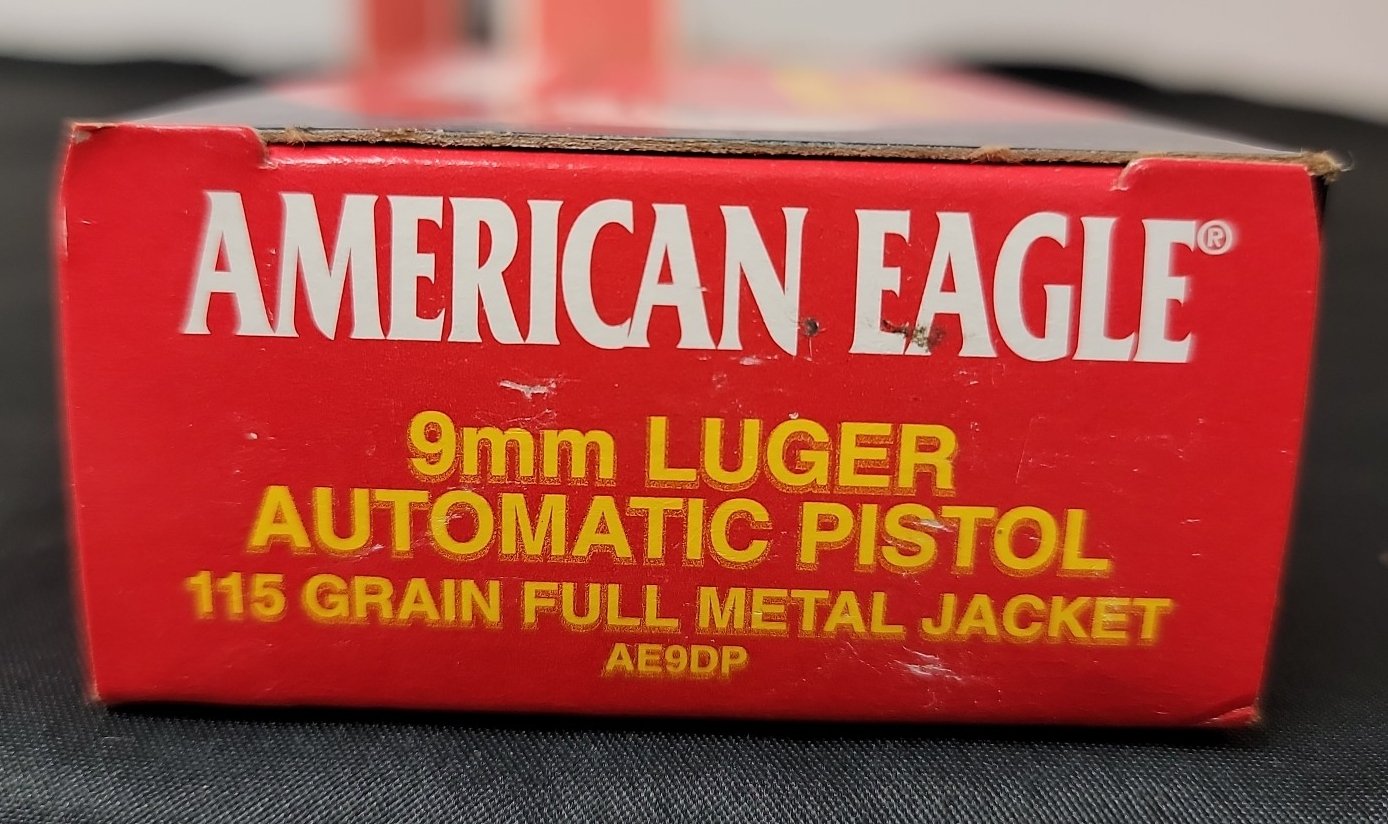 AMERICAN EAGLE®
9mm LUGER
AUTOMATIC PISTOL
115 GRAIN FULL METAL JACKET
AE9DP